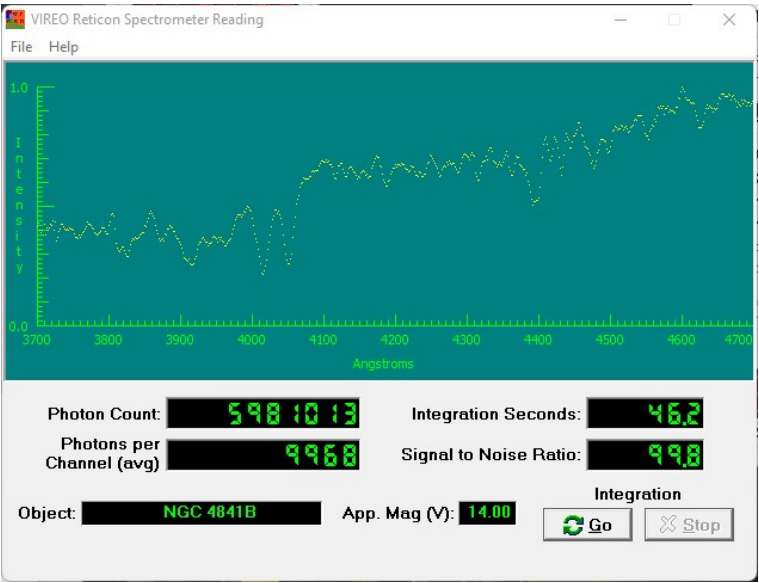 VIREO Reticon Spectrometer Reading
File Help
1.0
Intensity
0.0
3700 3800 3900 4000 4100 4200 4300 4400 4500 4600 4700
Angstroms
Photon Count: 5981013 Integration Seconds: 46.2
Photons per
Channel (avg) 9968 Signal to Noise Ratio: 99.8
Integration
Object: NGC 4841B App. Mag (V): 14.00 Go Stop